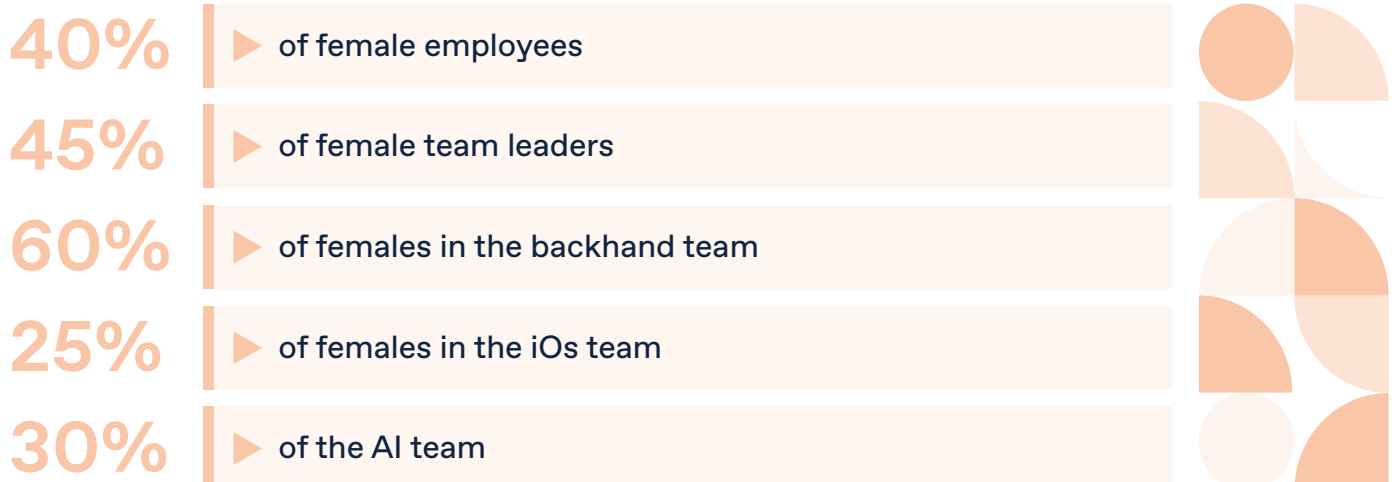 40% of female employees
45% of female team leaders
60% of females in the backhand team
25% of females in the iOs team
30% of the AI team